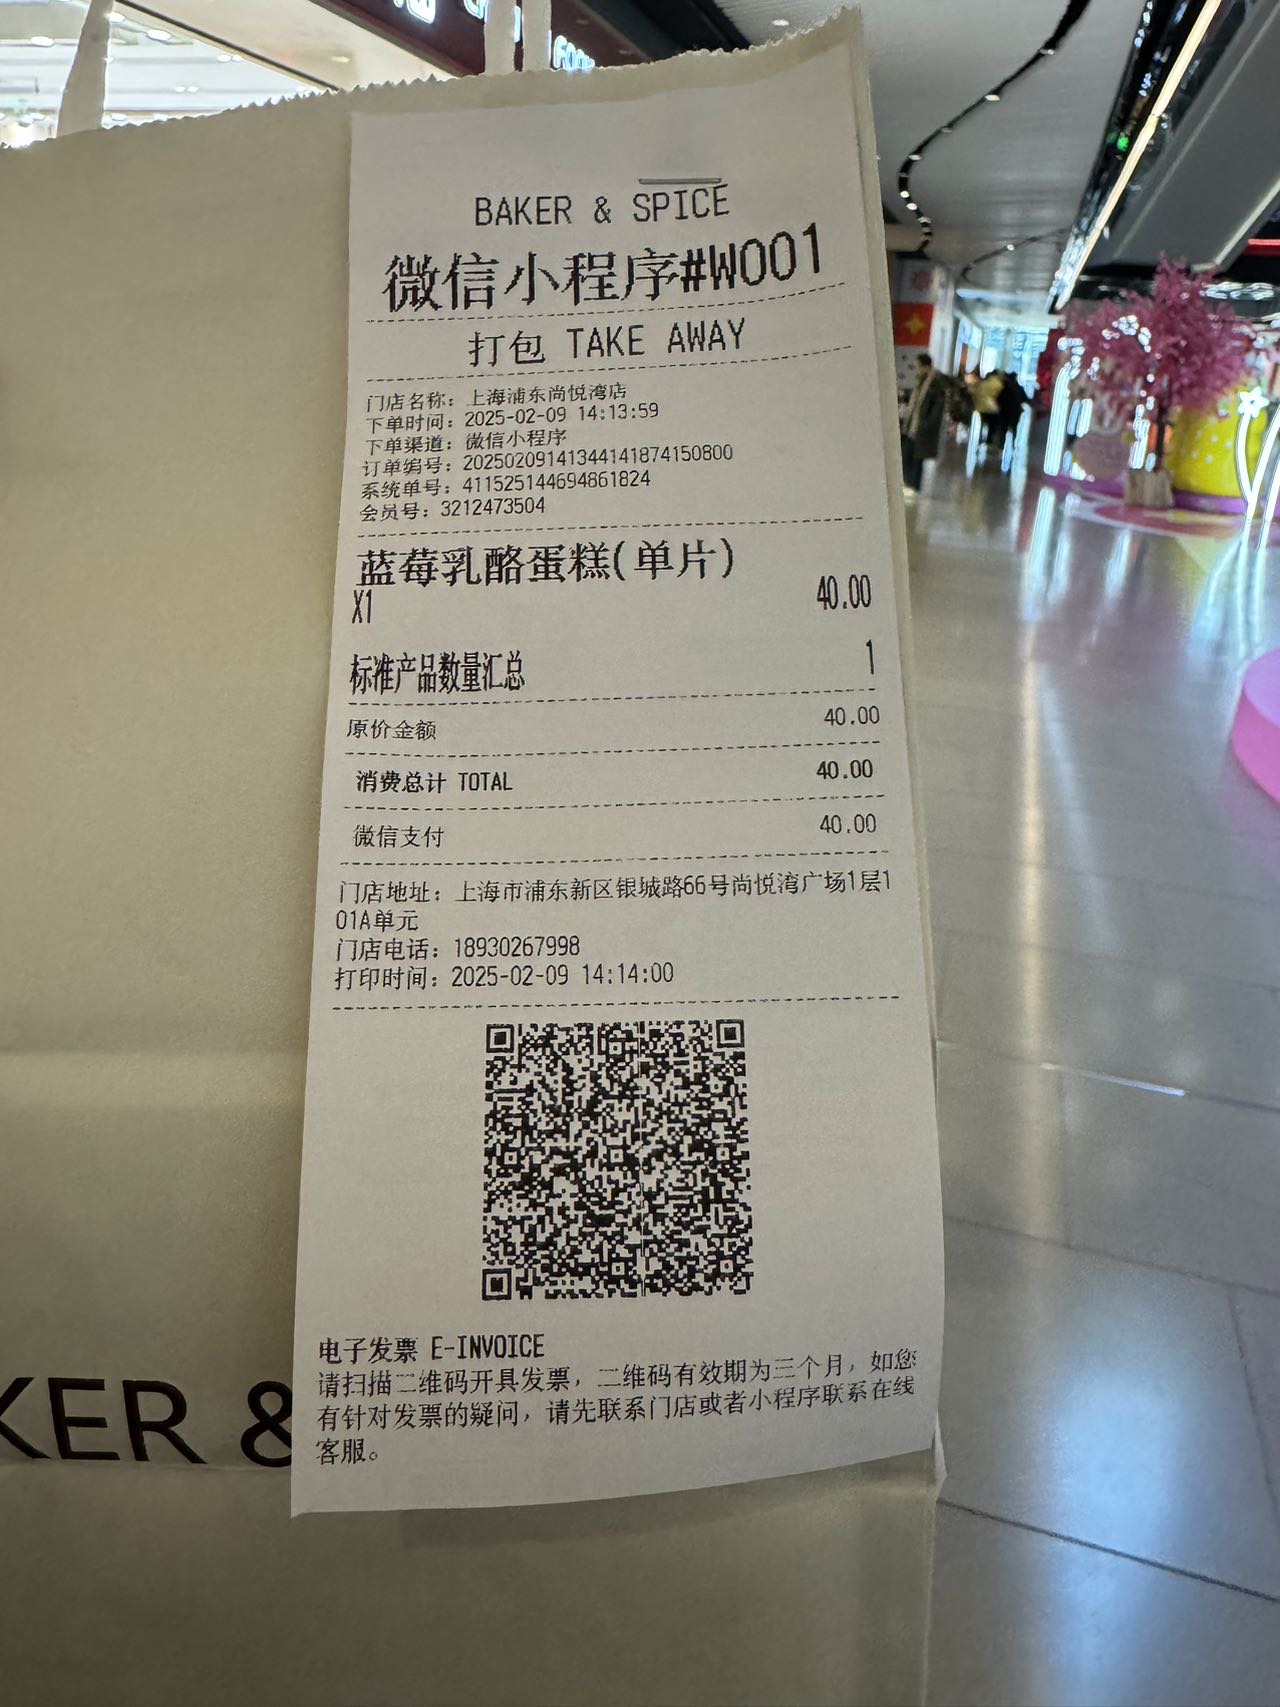 BAKER & SPICE
微信小程序#W001
打包 TAKE AWAY
门店名称：上海浦东尚悦湾店
下单时间：2025-02-09 14:13:59
下单渠道：微信小程序
订单编号：20250209141344141874150800
系统单号：411525144694861824
会员号：3212473504
蓝莓乳酪蛋糕(单片)
X1 40.00
标准产品数量汇总 1
原价金额 40.00
消费总计 TOTAL 40.00
微信支付 40.00
门店地址：上海市浦东新区银城路66号尚悦湾广场1层1
01A单元
门店电话：18930267998
打印时间：2025-02-09 14:14:00
电子发票 E-INVOICE
请扫描二维码开具发票，二维码有效期为三个月，如您
有针对发票的疑问，请先联系门店或者小程序联系在线
客服。
KER &